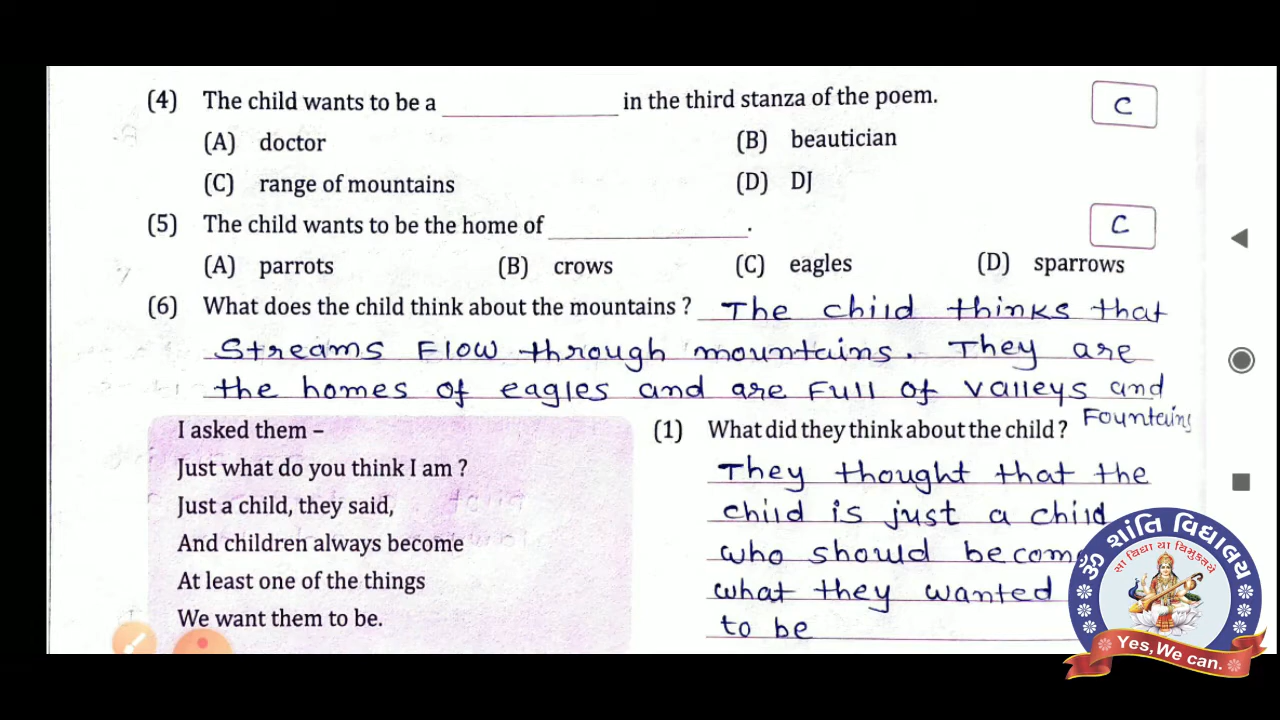 (4) The child wants to be a ____________ in the third stanza of the poem. C
(A) doctor (B) beautician
(C) range of mountains (D) DJ
(5) The child wants to be the home of ____________. C
(A) parrots (B) crows (C) eagles (D) sparrows
(6) What does the child think about the mountains ? The child thinks that
Streams Flow through mountains. They are
the homes of eagles and are Full of valleys and
Fountains
I asked them –
Just what do you think I am ?
Just a child, they said,
And children always become
At least one of the things
We want them to be.
(1) What did they think about the child ?
They thought that the
child is just a child
who should becom
what they wanted
to be
ૐ શાંતિ વિદ્યાલય
સા વિદ્યા યા વિમુક્તયે
Yes, We can.